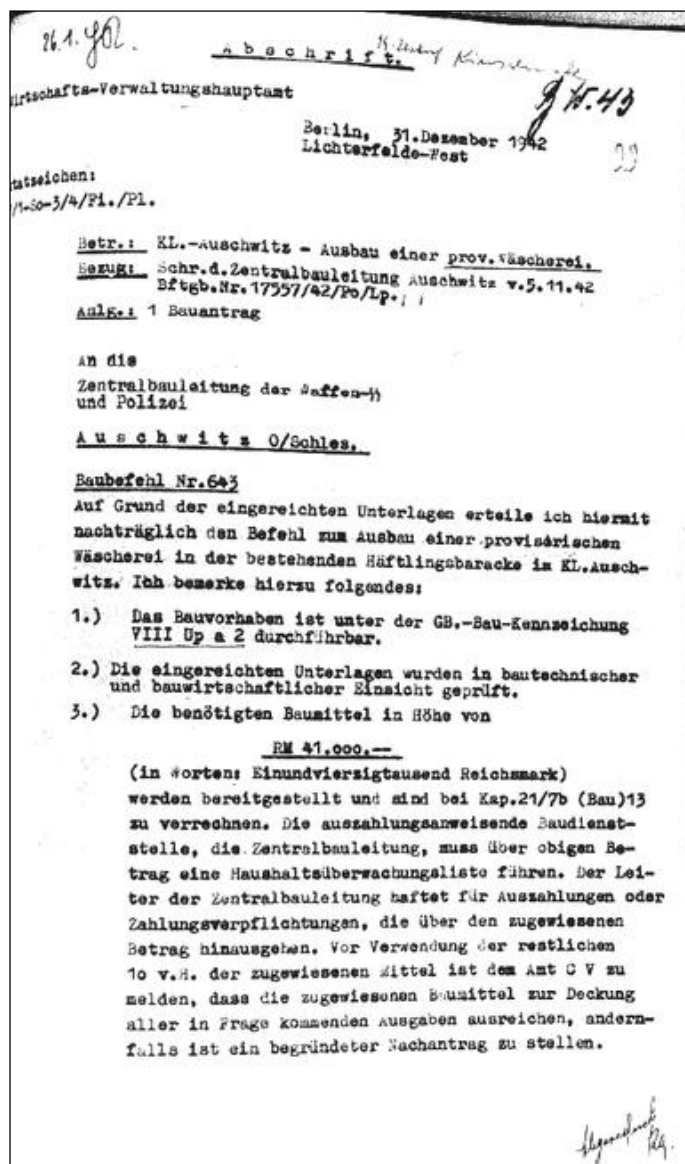 26.1.
Abschrift.
Wirtschafts-Verwaltungshauptamt
W.43
Berlin, 31.Dezember 1942
Lichterfelde-West
tatzeichen:
/1-So-3/4/Fi./Pl.
Betr.: KL.-Auschwitz - Ausbau einer prov.Wäscherei.
Bezug: Schr.d.Zentralbauleitung Auschwitz v.5.11.42
Bftgb.Nr.17557/42/Po/Lp.
Anlg.: 1 Bauantrag
An die
Zentralbauleitung der Waffen-ᛋᛋ
und Polizei
Auschwitz O/Schles.
Baubefehl Nr.643
Auf Grund der eingereichten Unterlagen erteile ich hiermit
nachträglich den Befehl zum Ausbau einer provisorischen
Wäscherei in der bestehenden Häftlingsbaracke im KL.Ausch-
witz. Ich bemerke hierzu folgendes:
1.) Das Bauvorhaben ist unter der GB.-Bau-Kennzeichung
VIII Up a 2 durchführbar.
2.) Die eingereichten Unterlagen wurden in bautechnischer
und bauwirtschaftlicher Einsicht geprüft.
3.) Die benötigten Baumittel in Höhe von
RM 41.000.--
(in Worten: Einundvierzigtausend Reichsmark)
werden bereitgestellt und sind bei Kap.21/7b (Bau)13
zu verrechnen. Die auszahlungsanweisende Baudienst-
stelle, die Zentralbauleitung, muss über obigen Be-
trag eine Haushaltsüberwachungsliste führen. Der Lei-
ter der Zentralbauleitung haftet für Auszahlungen oder
Zahlungsverpflichtungen, die über den zugewiesenen
Betrag hinausgehen. Vor Verwendung der restlichen
10 v.H. der zugewiesenen Mittel ist dem Amt C V zu
melden, dass die zugewiesenen Baumittel zur Deckung
aller in Frage kommenden Ausgaben ausreichen, andern-
falls ist ein begründeter Nachantrag zu stellen.